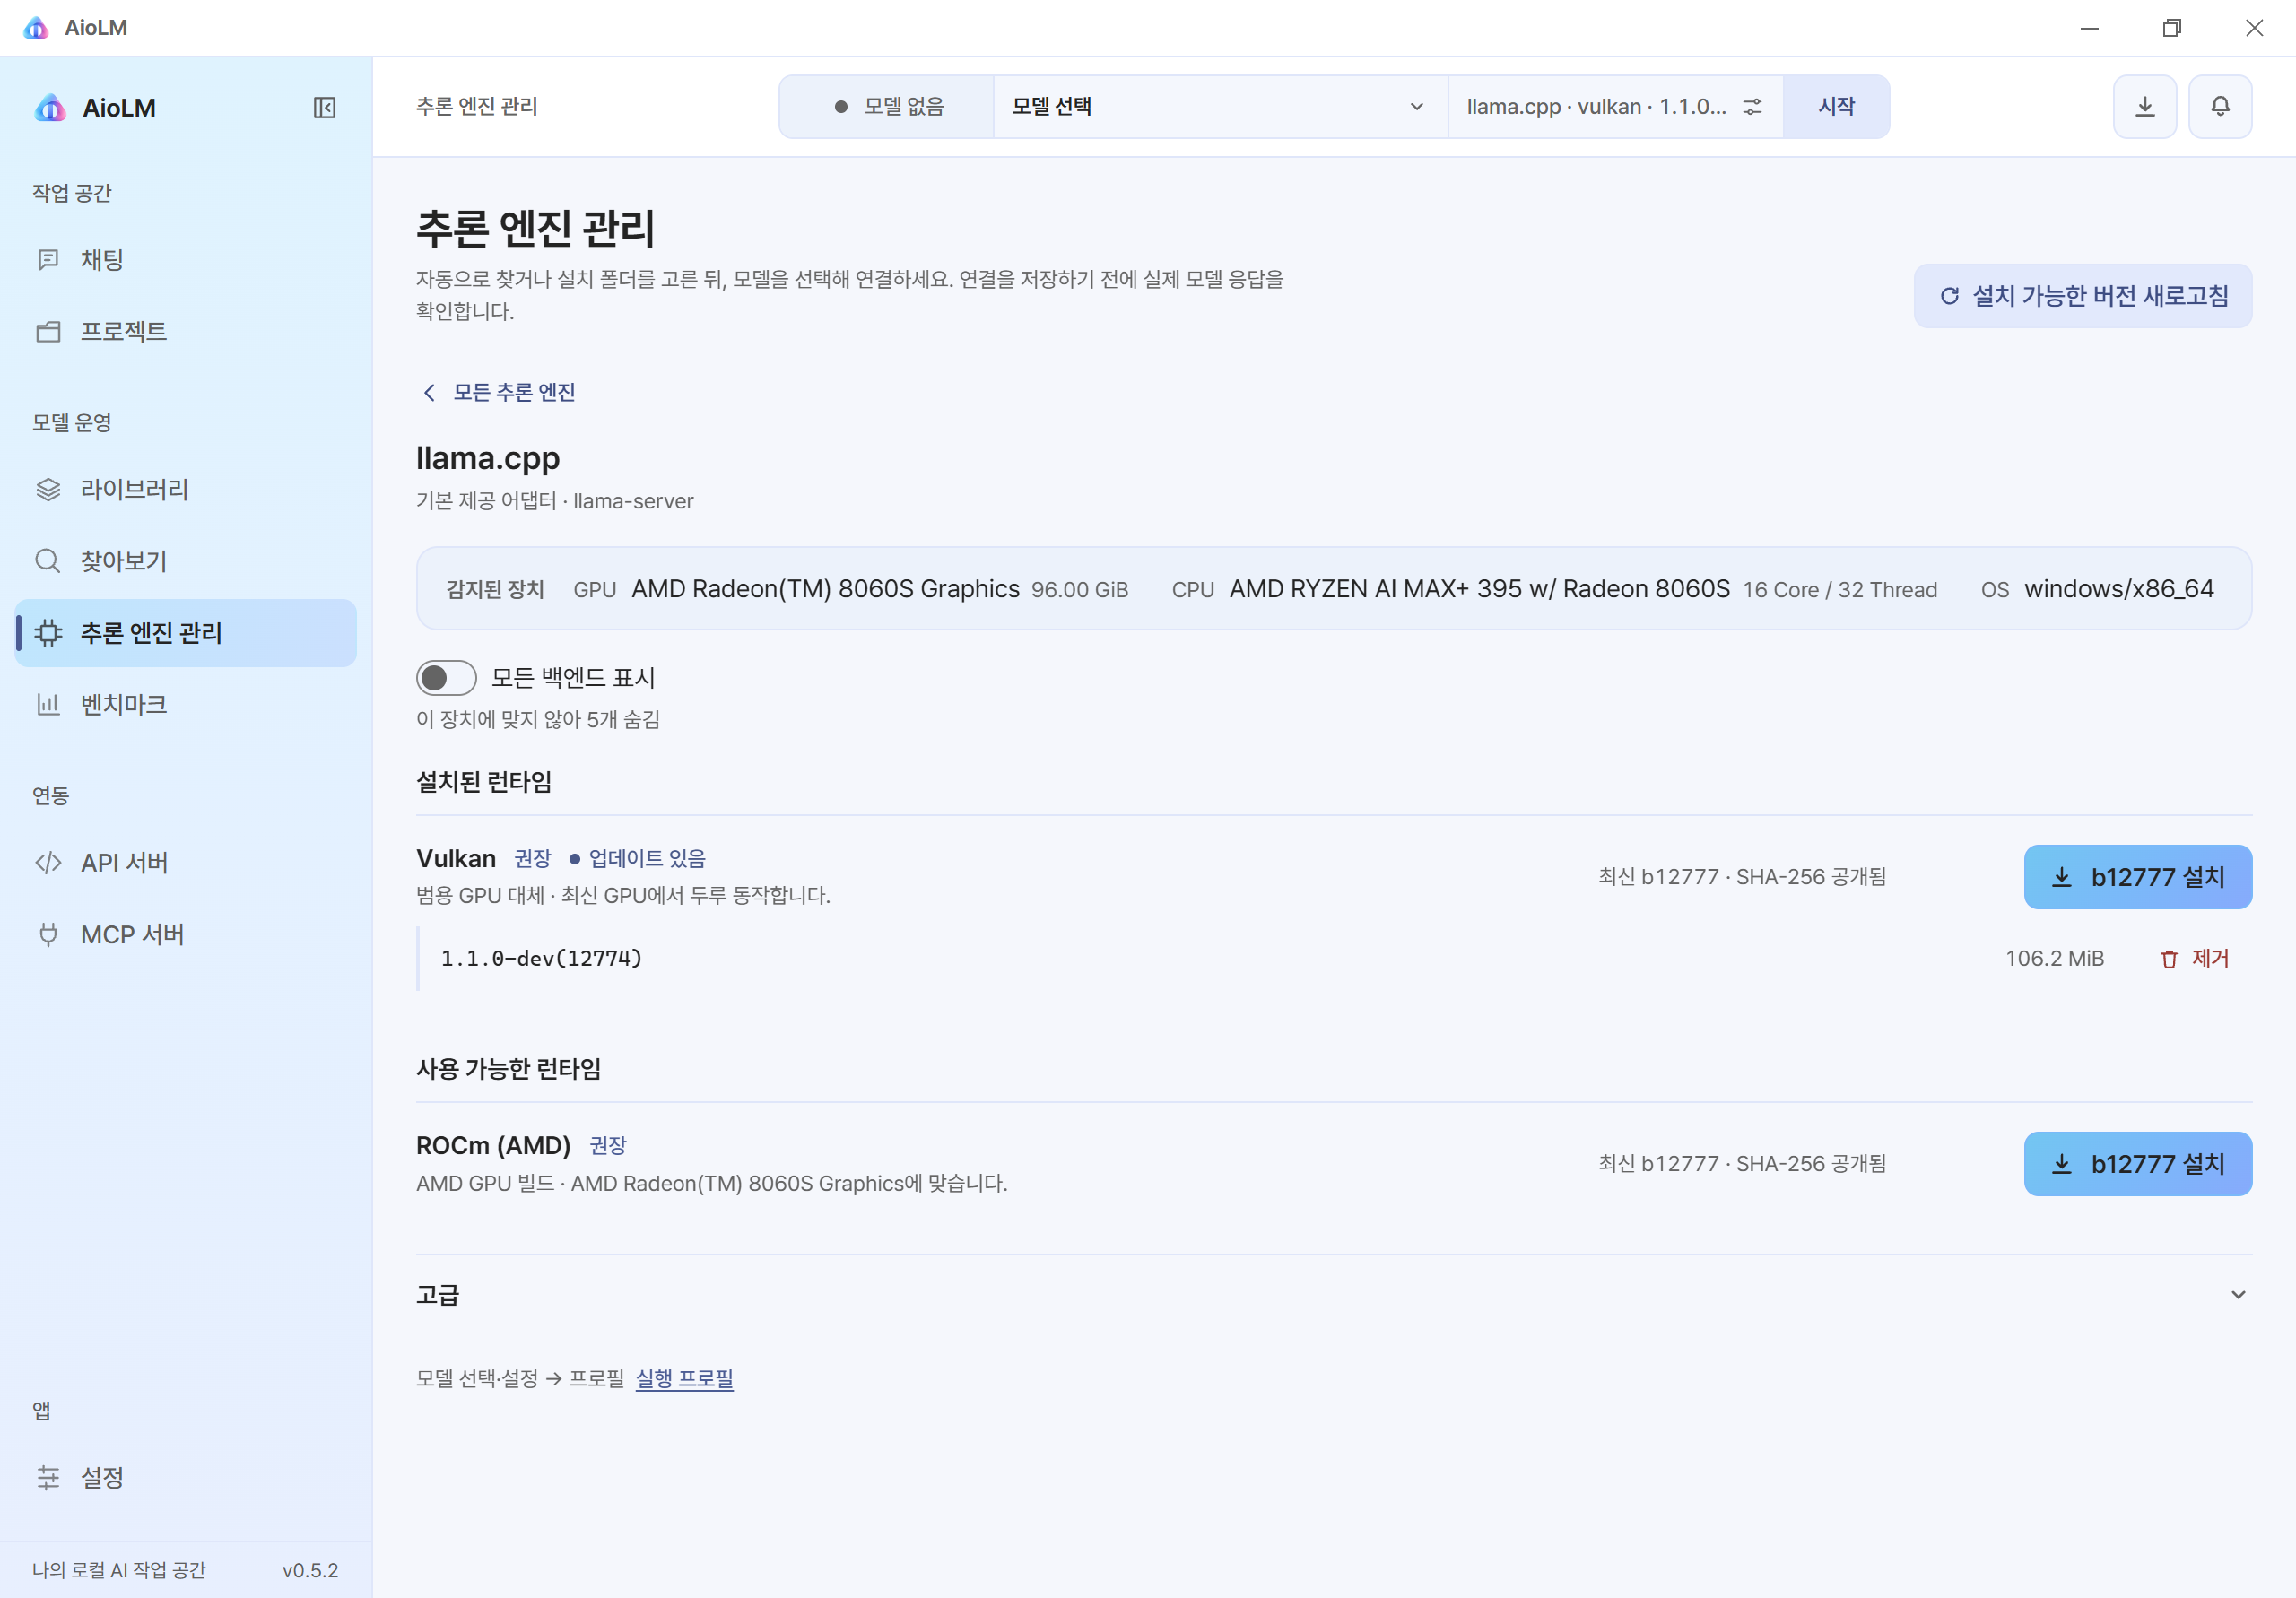 AioLM
AioLM
작업 공간
채팅
프로젝트
모델 운영
라이브러리
찾아보기
추론 엔진 관리
벤치마크
연동
API 서버
MCP 서버
앱
설정
나의 로컬 AI 작업 공간 v0.5.2
추론 엔진 관리
모델 없음
모델 선택
llama.cpp · vulkan · 1.1.0...
시작
추론 엔진 관리
자동으로 찾거나 설치 폴더를 고른 뒤, 모델을 선택해 연결하세요. 연결을 저장하기 전에 실제 모델 응답을
확인합니다.
설치 가능한 버전 새로고침
모든 추론 엔진
llama.cpp
기본 제공 어댑터 · llama-server
감지된 장치 GPU AMD Radeon(TM) 8060S Graphics 96.00 GiB CPU AMD RYZEN AI MAX+ 395 w/ Radeon 8060S 16 Core / 32 Thread OS windows/x86_64
모든 백엔드 표시
이 장치에 맞지 않아 5개 숨김
설치된 런타임
Vulkan 권장 ● 업데이트 있음
범용 GPU 대체 · 최신 GPU에서 두루 동작합니다.
최신 b12777 · SHA-256 공개됨
b12777 설치
1.1.0-dev(12774)
106.2 MiB
제거
사용 가능한 런타임
ROCm (AMD) 권장
AMD GPU 빌드 · AMD Radeon(TM) 8060S Graphics에 맞습니다.
최신 b12777 · SHA-256 공개됨
b12777 설치
고급
모델 선택·설정 → 프로필 실행 프로필